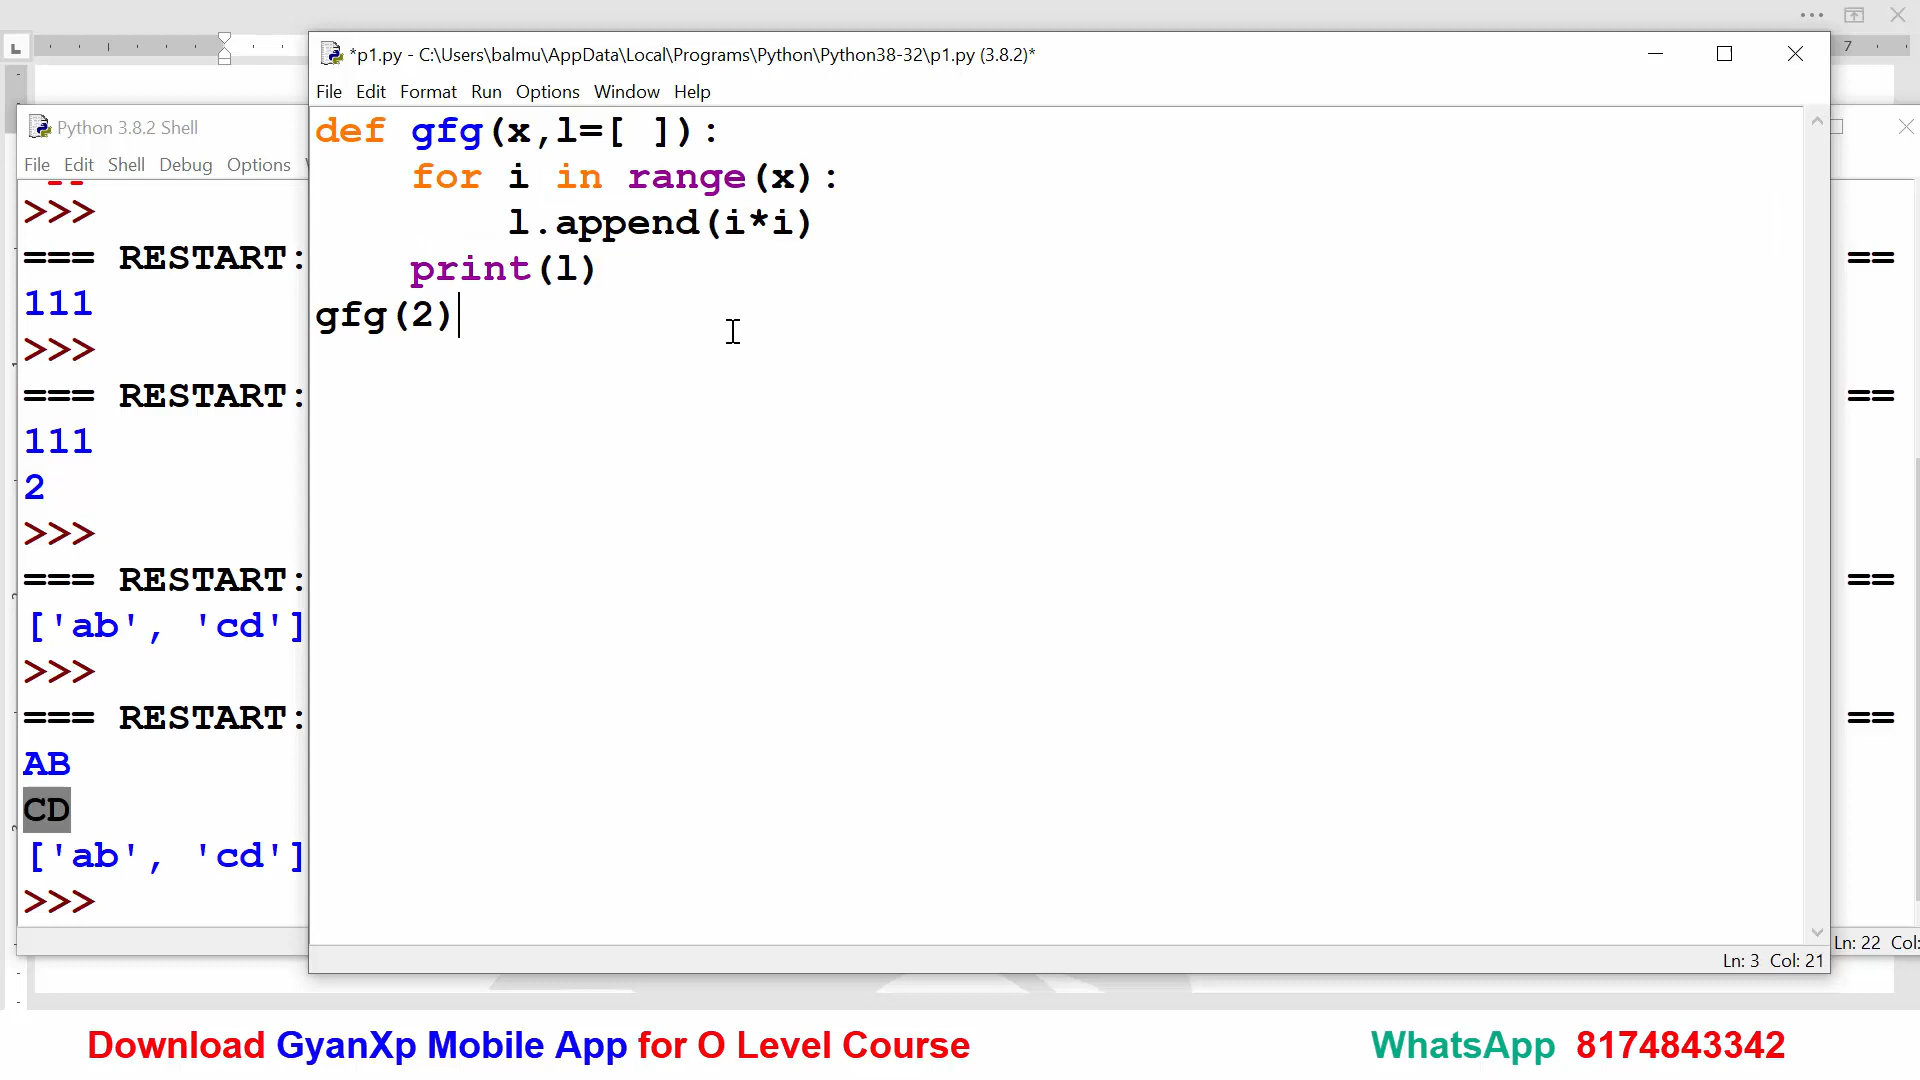 7
*p1.py - C:\Users\balmu\AppData\Local\Programs\Python\Python38-32\p1.py (3.8.2)*
File Edit Format Run Options Window Help
def gfg(x,l=[ ]):
    for i in range(x):
        l.append(i*i)
    print(l)
gfg(2)
Ln: 3 Col: 21
Python 3.8.2 Shell
File Edit Shell Debug Options
>>>
=== RESTART: ==
111
>>>
=== RESTART: ==
111
2
>>>
=== RESTART: ==
['ab', 'cd']
>>>
=== RESTART: ==
AB
CD
['ab', 'cd']
>>>
Ln: 22 Col:
Download GyanXp Mobile App for O Level Course
WhatsApp 8174843342